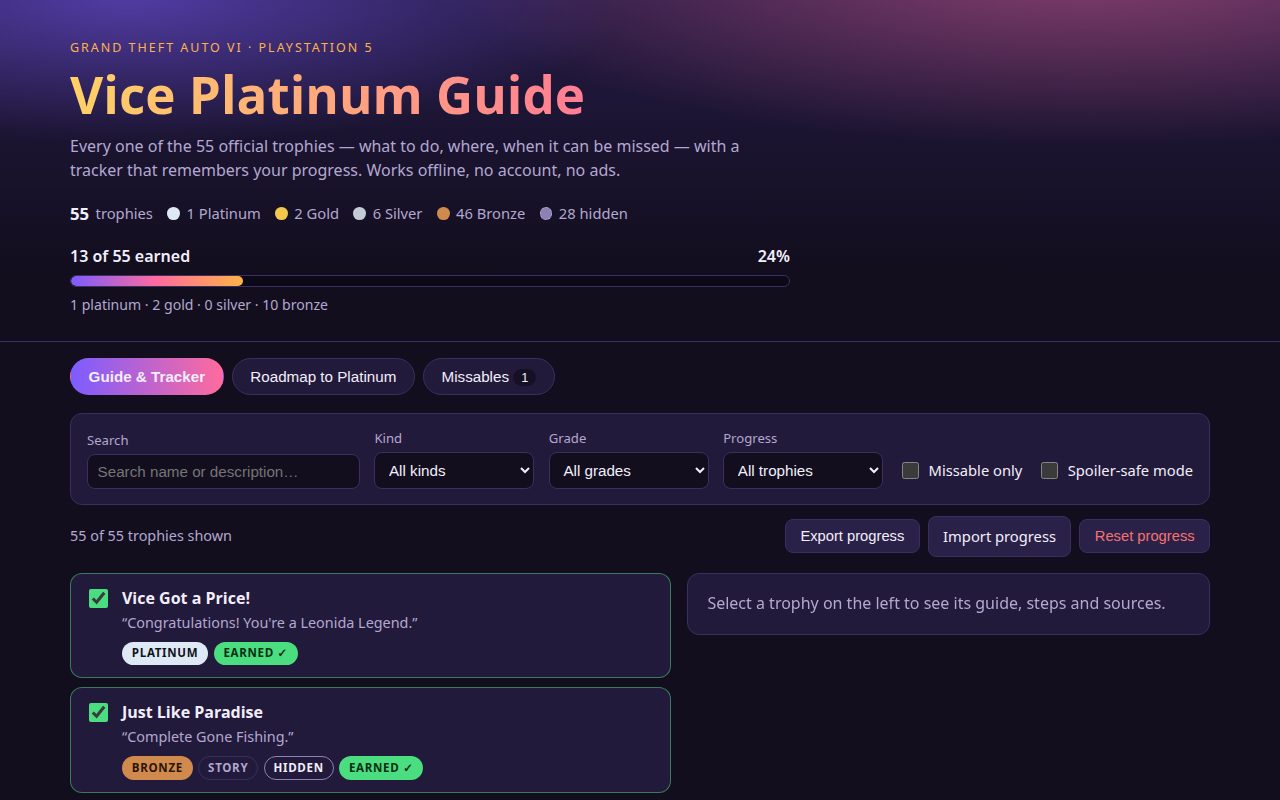 GRAND THEFT AUTO VI · PLAYSTATION 5
Vice Platinum Guide
Every one of the 55 official trophies — what to do, where, when it can be missed — with a
tracker that remembers your progress. Works offline, no account, no ads.
55 trophies 1 Platinum 2 Gold 6 Silver 46 Bronze 28 hidden
13 of 55 earned 24%
1 platinum · 2 gold · 0 silver · 10 bronze
Guide & Tracker Roadmap to Platinum Missables 1
Search Kind Grade Progress
Search name or description… All kinds All grades All trophies Missable only Spoiler-safe mode
55 of 55 trophies shown Export progress Import progress Reset progress
Vice Got a Price!
“Congratulations! You're a Leonida Legend.”
PLATINUM EARNED ✓
Select a trophy on the left to see its guide, steps and sources.
Just Like Paradise
“Complete Gone Fishing.”
BRONZE STORY HIDDEN EARNED ✓